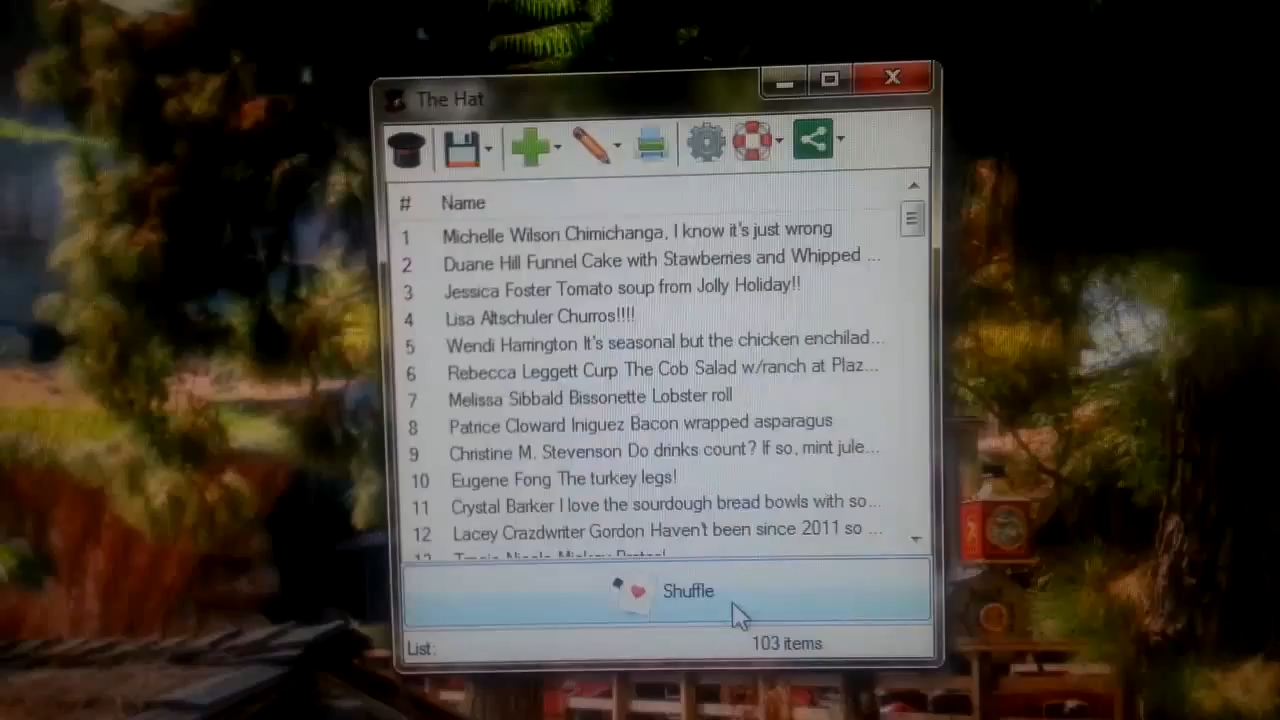 The Hat
# Name
1 Michelle Wilson Chimichanga, I know it's just wrong
2 Duane Hill Funnel Cake with Stawberries and Whipped ...
3 Jessica Foster Tomato soup from Jolly Holiday!!
4 Lisa Altschuler Churros!!!!
5 Wendi Harrington It's seasonal but the chicken enchilad...
6 Rebecca Leggett Curp The Cob Salad w/ranch at Plaz...
7 Melissa Sibbald Bissonette Lobster roll
8 Patrice Cloward Iniguez Bacon wrapped asparagus
9 Christine M. Stevenson Do drinks count? If so, mint jule...
10 Eugene Fong The turkey legs!
11 Crystal Barker I love the sourdough bread bowls with so...
12 Lacey Crazdwriter Gordon Haven't been since 2011 so ...
13
Shuffle
List: 103 items